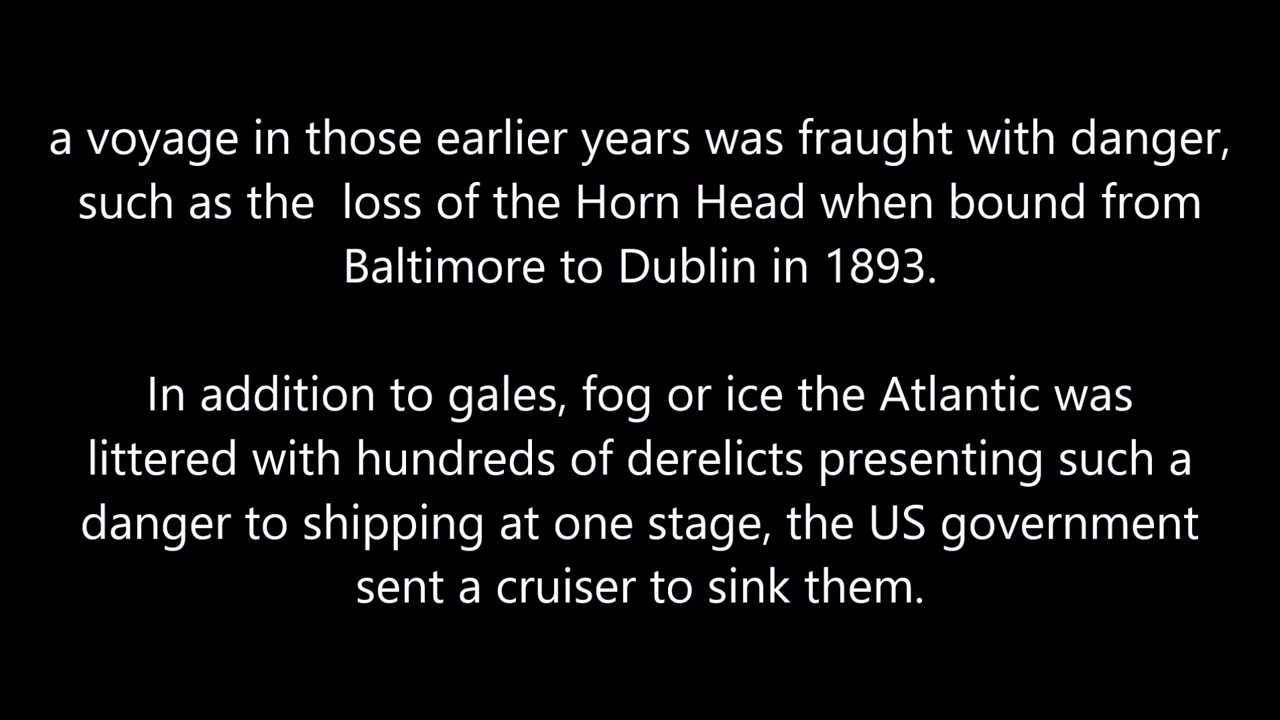 a voyage in those earlier years was fraught with danger,
such as the  loss of the Horn Head when bound from
Baltimore to Dublin in 1893.
In addition to gales, fog or ice the Atlantic was
littered with hundreds of derelicts presenting such a
danger to shipping at one stage, the US government
sent a cruiser to sink them.